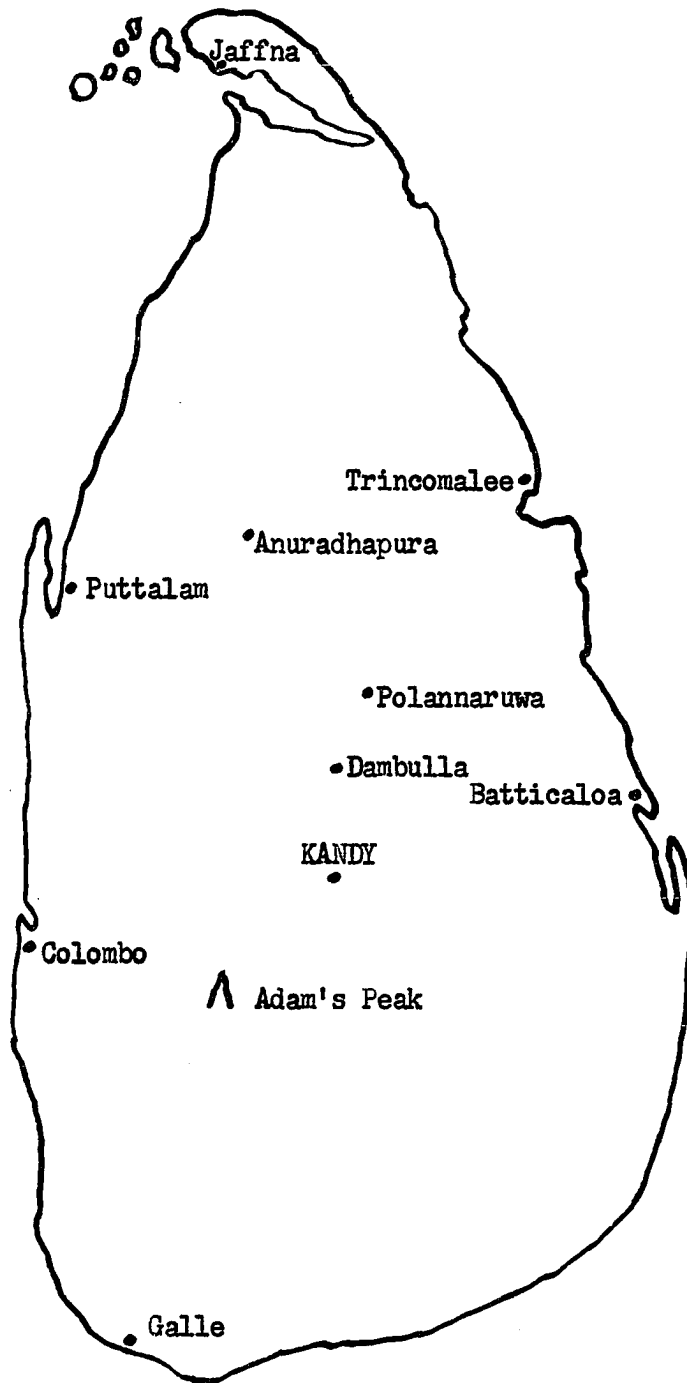 Jaffna
Trincomalee
Anuradhapura
Puttalam
Polannaruwa
Dambulla
Batticaloa
KANDY
Colombo
Adam's Peak
Galle